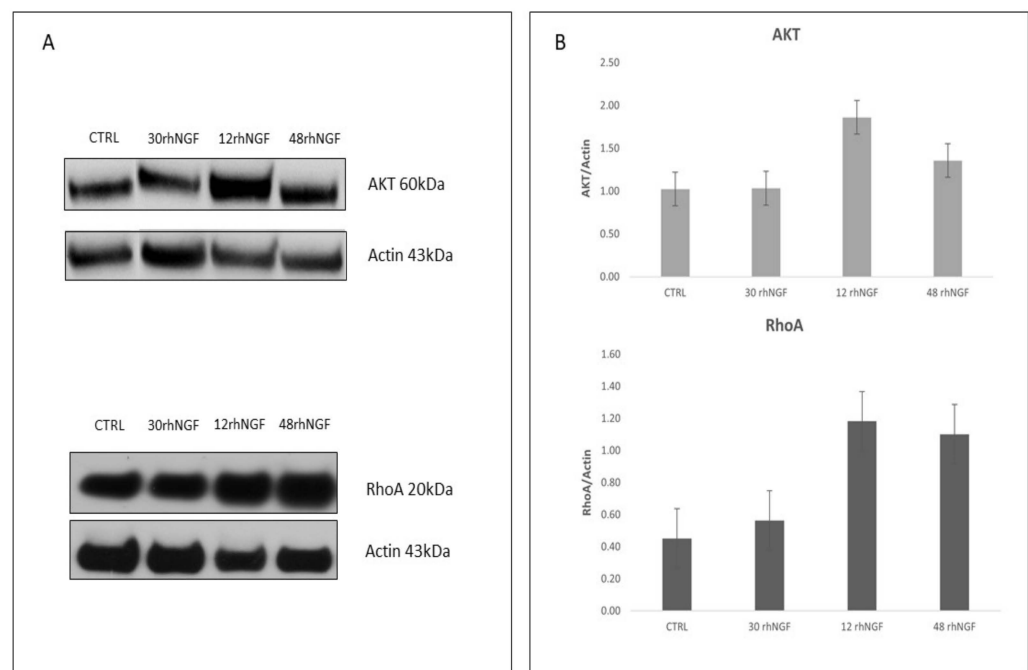 A
CTRL 30rhNGF 12rhNGF 48rhNGF
AKT 60kDa
Actin 43kDa
CTRL 30rhNGF 12rhNGF 48rhNGF
RhoA 20kDa
Actin 43kDa
B
AKT
2.50
2.00
1.50
1.00
0.50
0.00
AKT/Actin
CTRL 30 rhNGF 12 rhNGF 48 rhNGF
RhoA
1.60
1.40
1.20
1.00
0.80
0.60
0.40
0.20
0.00
RhoA/Actin
CTRL 30 rhNGF 12 rhNGF 48 rhNGF